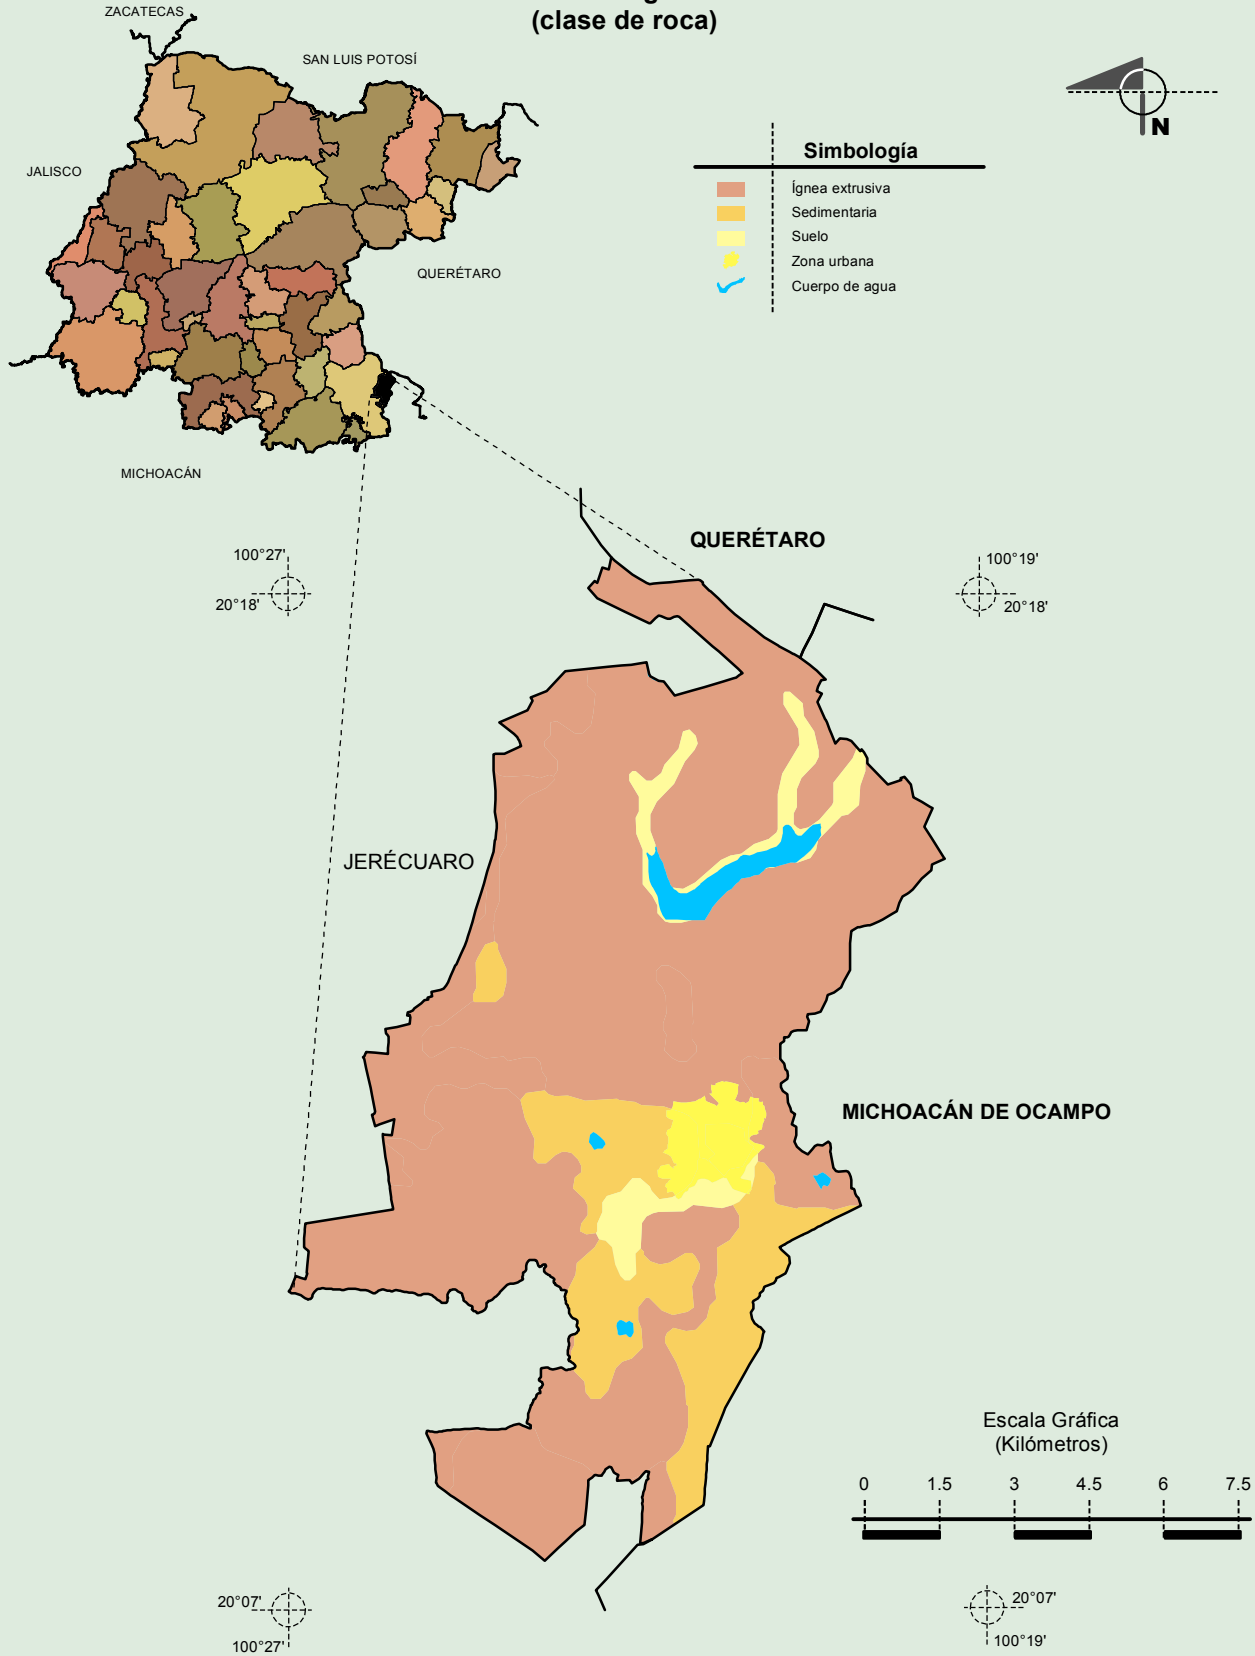 (clase de roca)
ZACATECAS
SAN LUIS POTOSÍ
JALISCO
QUERÉTARO
MICHOACÁN
N
Simbología
Ígnea extrusiva
Sedimentaria
Suelo
Zona urbana
Cuerpo de agua
QUERÉTARO
100°27'
20°18'
100°19'
20°18'
JERÉCUARO
MICHOACÁN DE OCAMPO
Escala Gráfica
(Kilómetros)
0 1.5 3 4.5 6 7.5
20°07'
100°27'
20°07'
100°19'